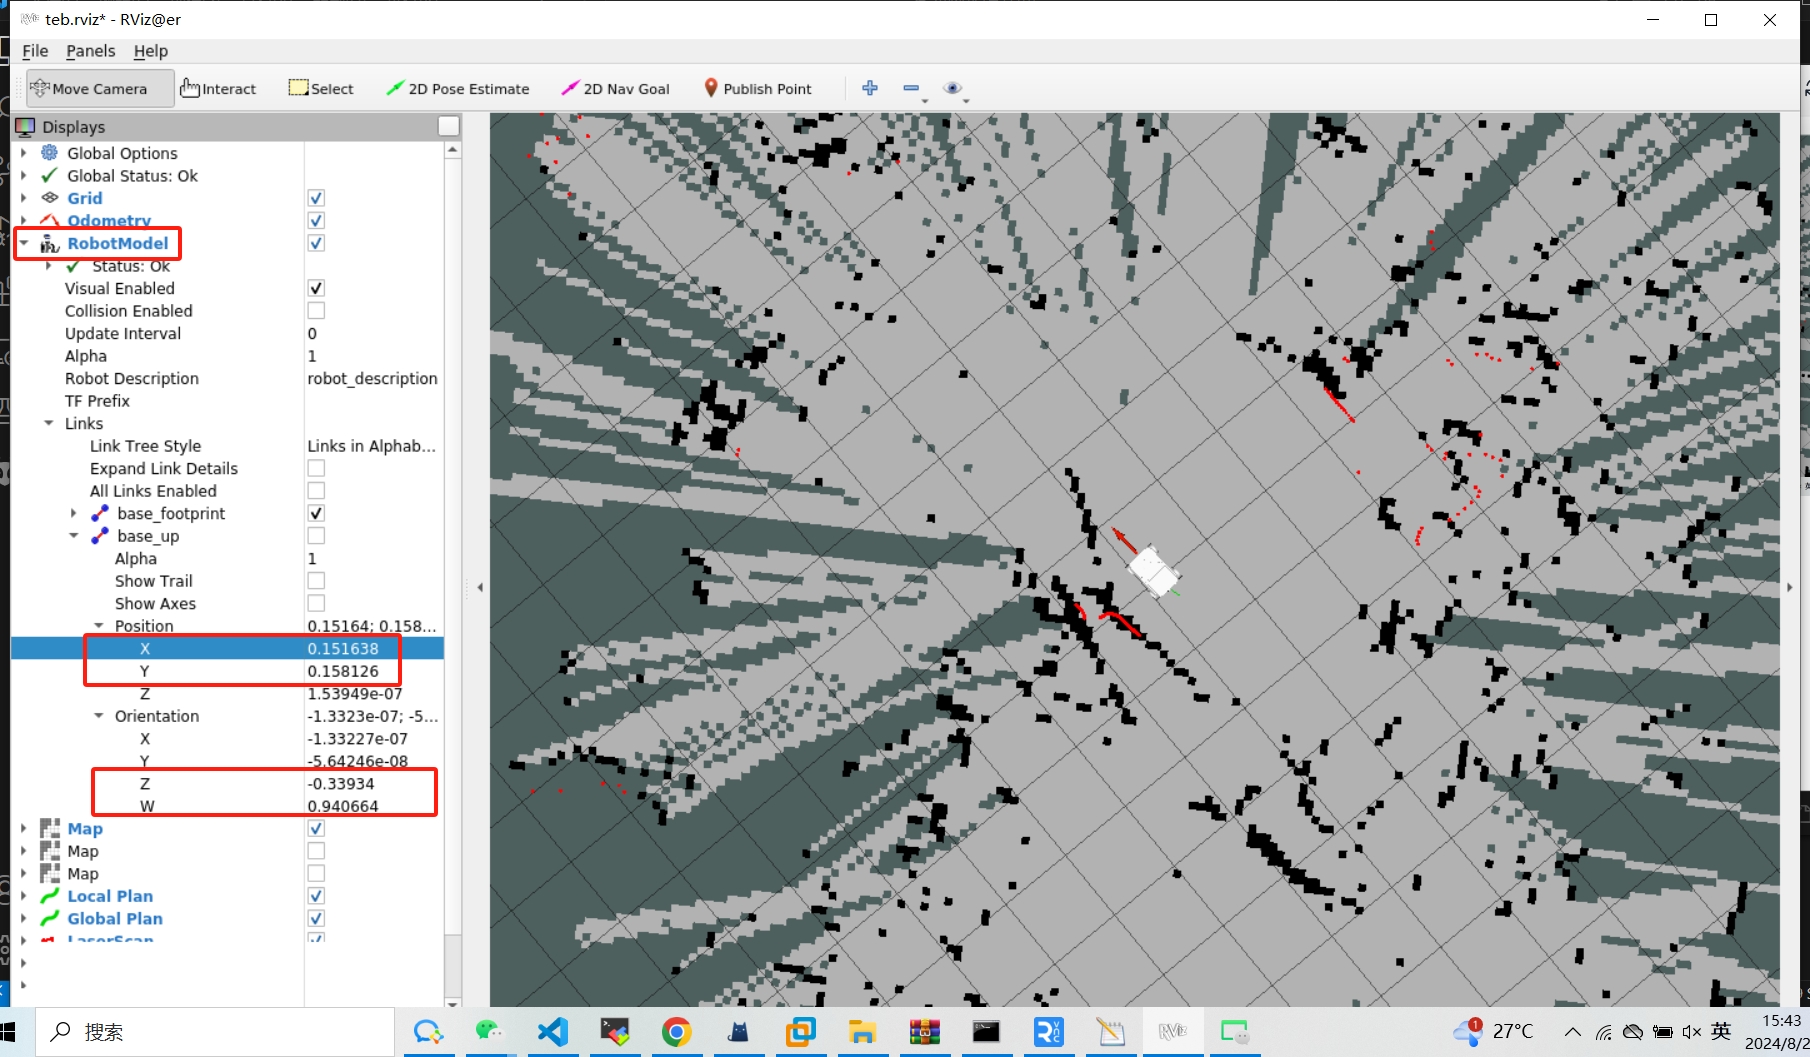 teb.rviz* - RViz@er
File Panels Help
Move Camera Interact Select 2D Pose Estimate 2D Nav Goal Publish Point
Displays
Global Options
Global Status: Ok
Grid
Odometry
RobotModel
Status: Ok
Visual Enabled
Collision Enabled
Update Interval 0
Alpha 1
Robot Description robot_description
TF Prefix
Links
Link Tree Style Links in Alphab...
Expand Link Details
All Links Enabled
base_footprint
base_up
Alpha 1
Show Trail
Show Axes
Position 0.15164; 0.158...
X 0.151638
Y 0.158126
Z 1.53949e-07
Orientation -1.3323e-07; -5...
X -1.33227e-07
Y -5.64246e-08
Z -0.33934
W 0.940664
Map
Map
Map
Local Plan
Global Plan
LaserScan
搜索
1
27°C
英
15:43
2024/8/2